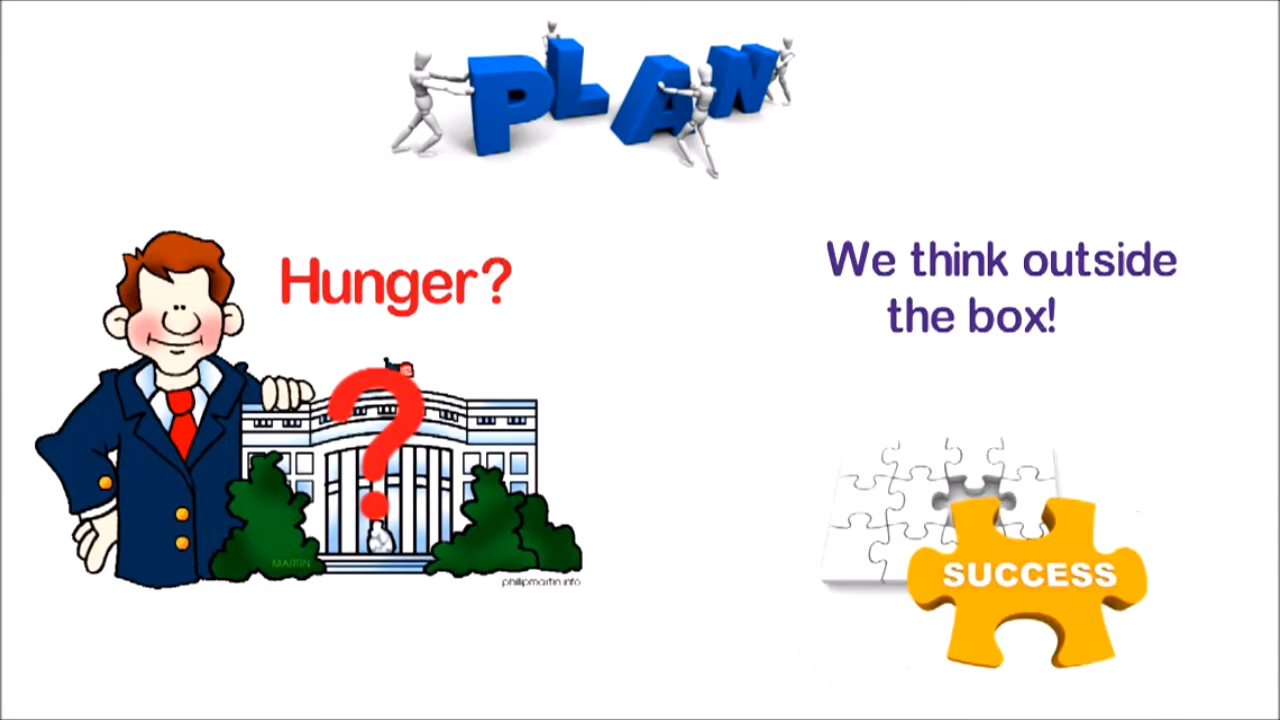 PLAN
Hunger?
We think outside
the box!
?
MARTIN
phillipmartin.info
SUCCESS